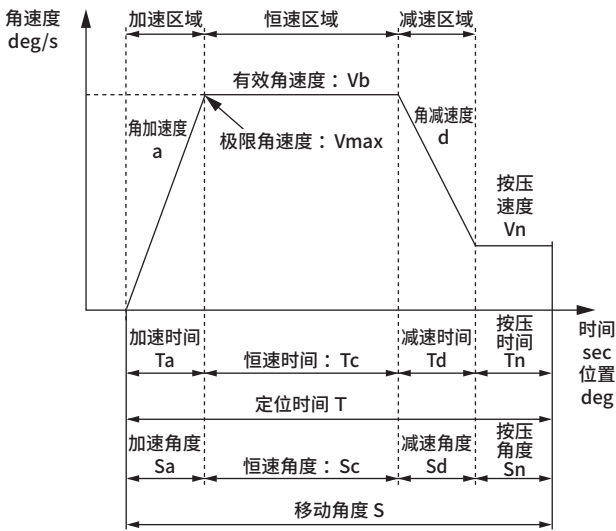 角速度
deg/s
加速区域
恒速区域
减速区域
有效角速度：Vb
角加速度
a
极限角速度：Vmax
角减速度
d
按压
速度
Vn
时间
sec
位置
deg
加速时间
Ta
恒速时间：Tc
减速时间
Td
按压
时间
Tn
定位时间 T
加速角度
Sa
恒速角度：Sc
减速角度
Sd
按压
角度
Sn
移动角度 S